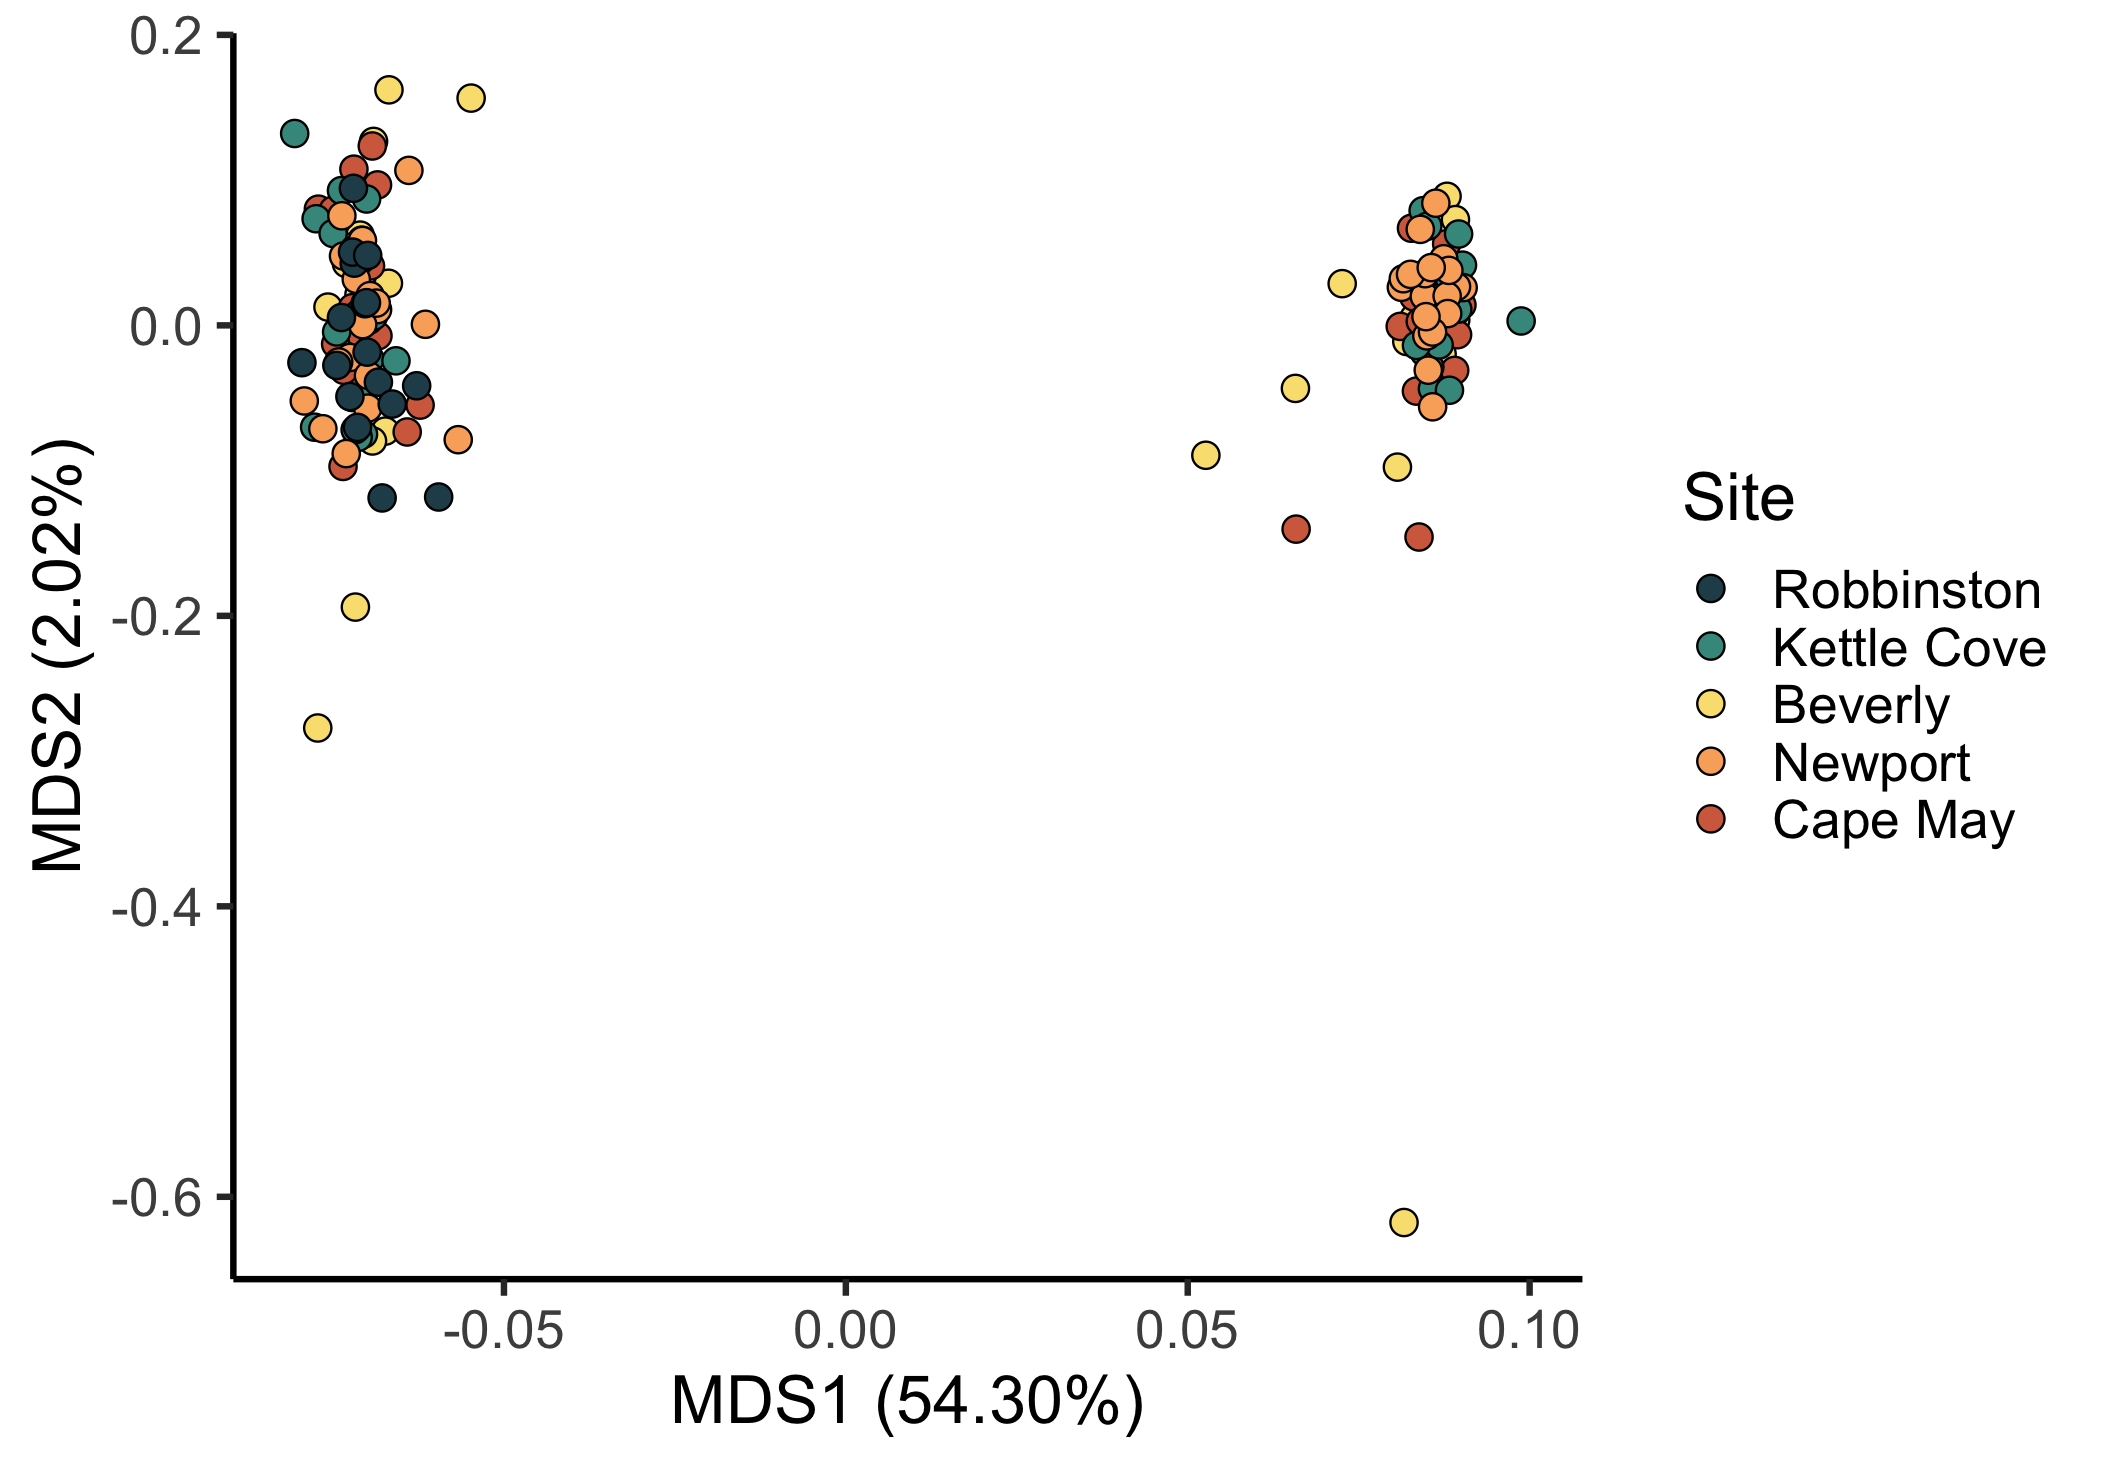 0.2
0.0
-0.2
-0.4
-0.6
MDS2 (2.02%)
-0.05
0.00
0.05
0.10
MDS1 (54.30%)
Site
Robbinston
Kettle Cove
Beverly
Newport
Cape May